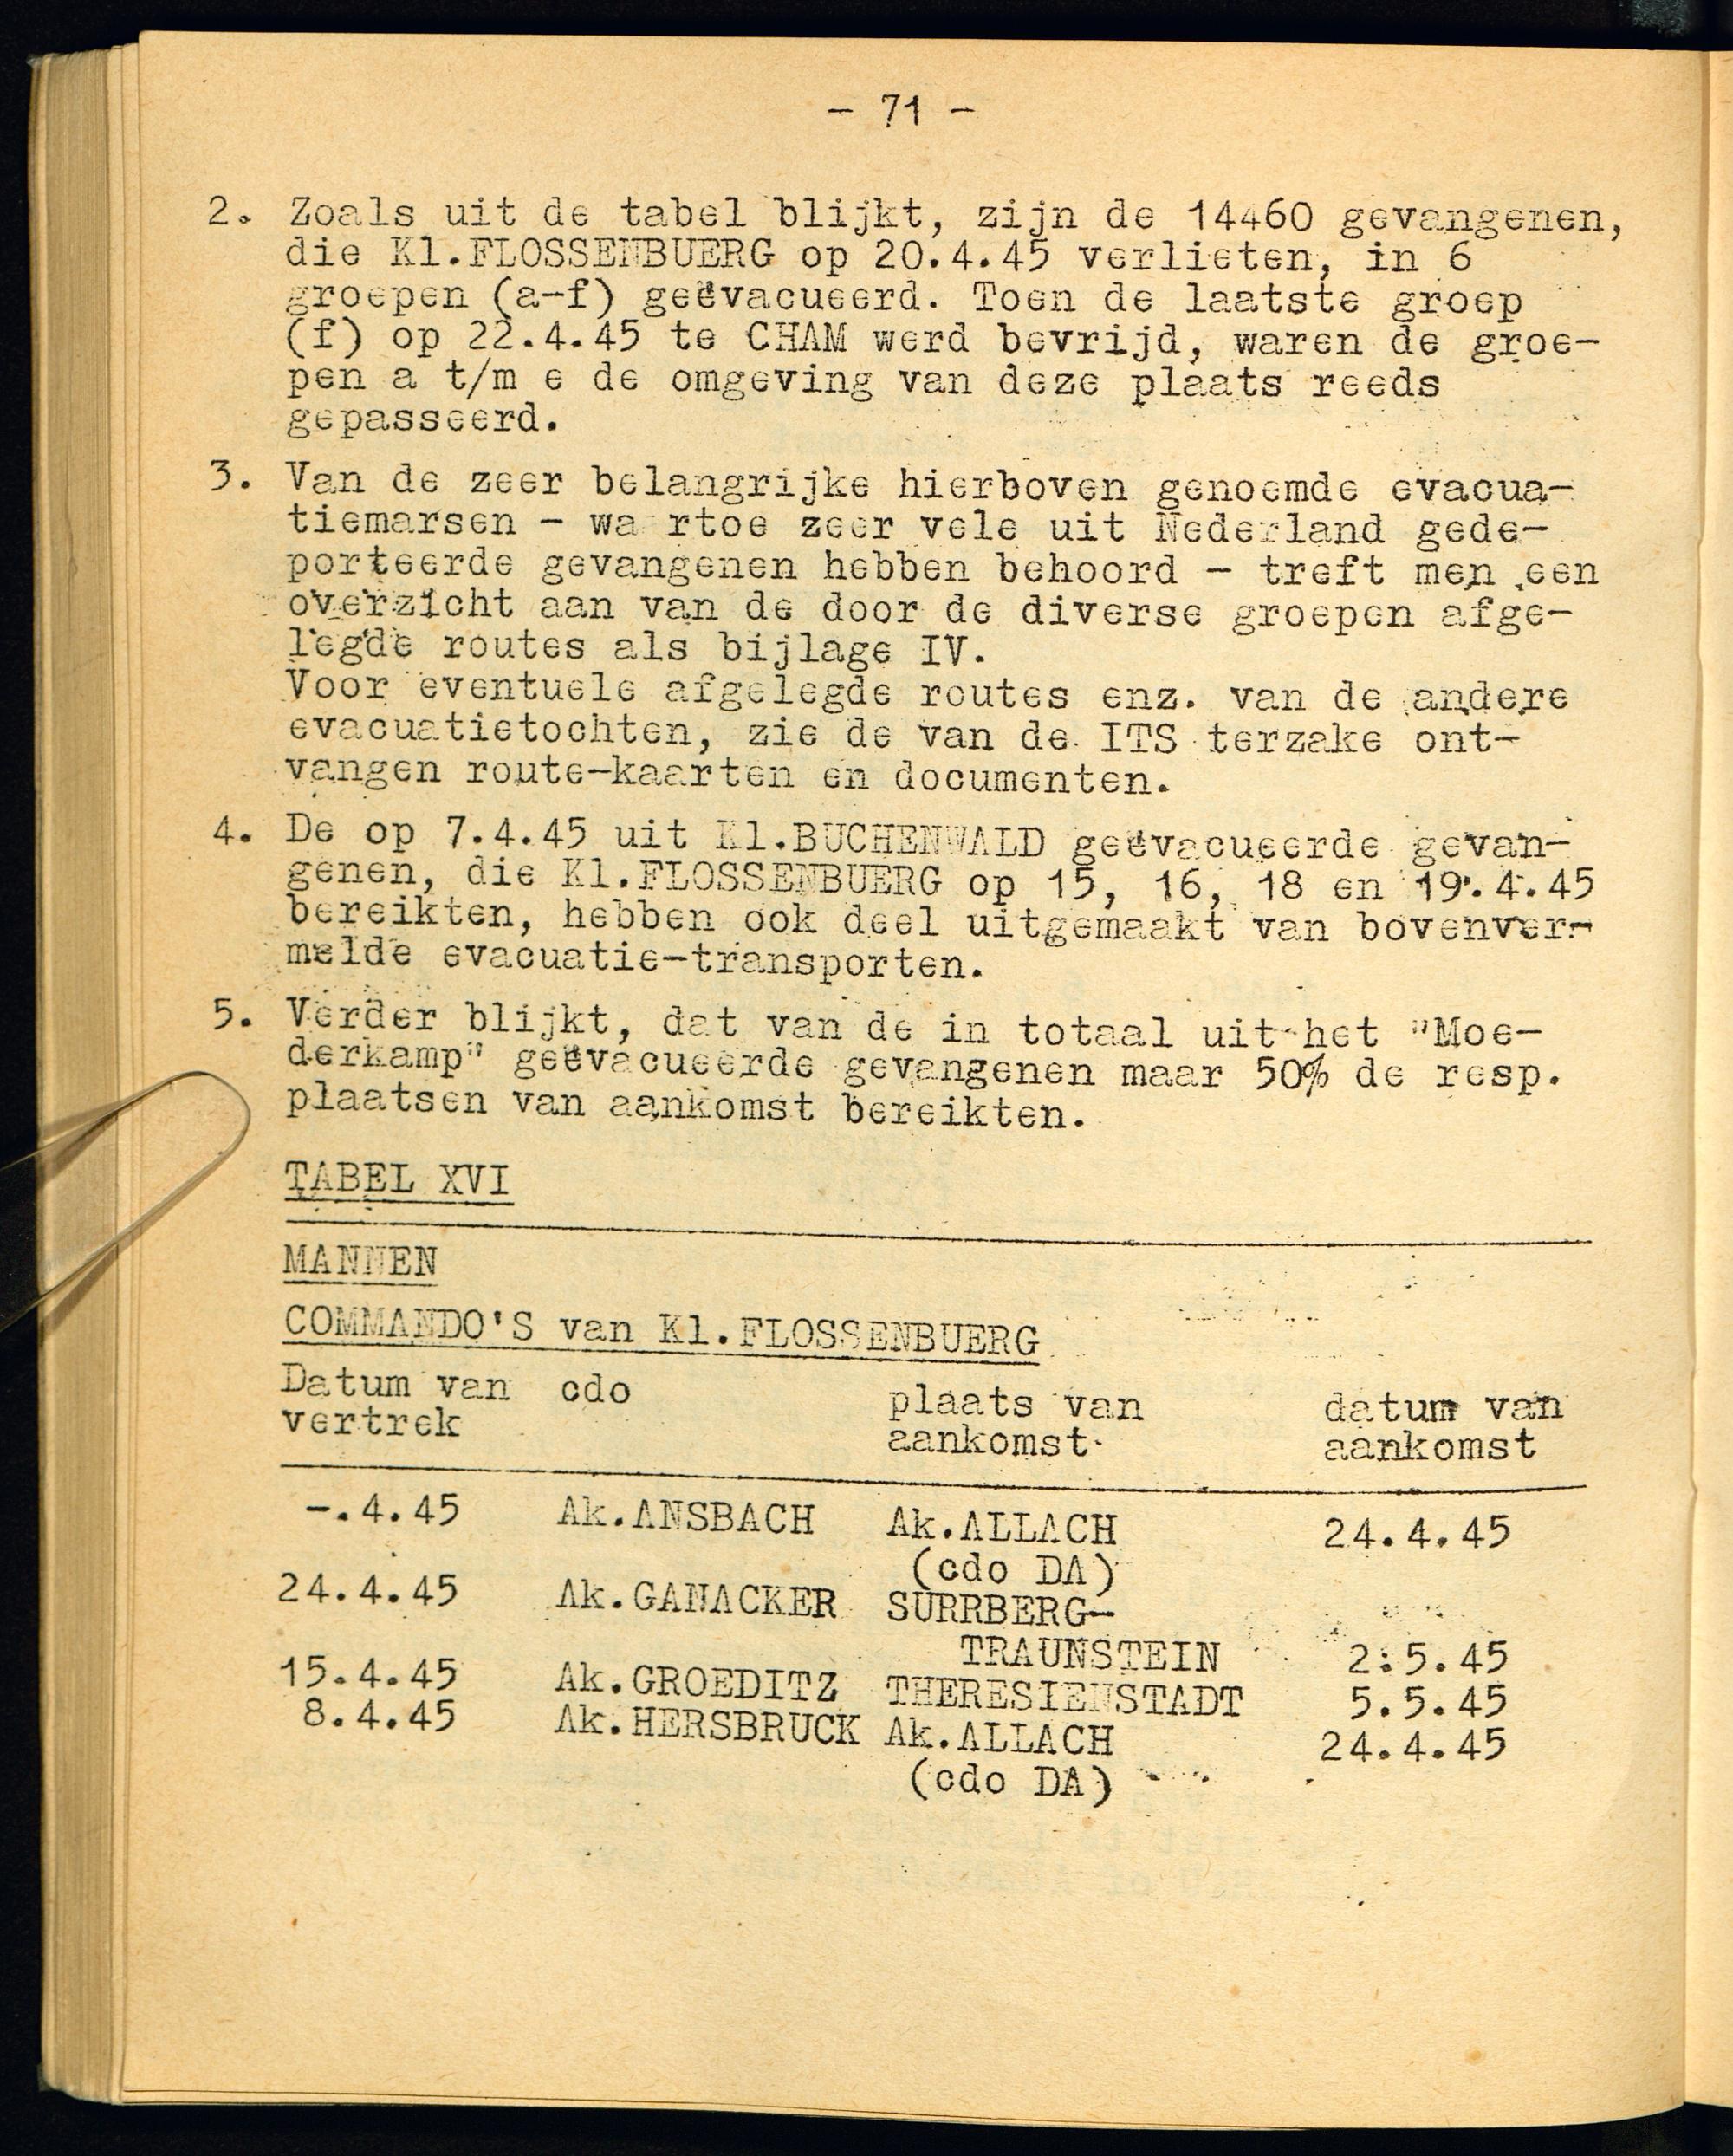 - 71 -
2. Zoals uit de tabel blijkt, zijn de 14460 gevangenen,
die Kl.FLOSSENBUERG op 20.4.45 verlieten, in 6
groepen (a-f) geëvacueerd. Toen de laatste groep
(f) op 22.4.45 te CHAM werd bevrijd, waren de groe-
pen a t/m e de omgeving van deze plaats reeds
gepasseerd.
3. Van de zeer belangrijke hierboven genoemde evacua-
tiemarsen - wa rtoe zeer vele uit Nederland gede-
porteerde gevangenen hebben behoord - treft men een
overzicht aan van de door de diverse groepen afge-
legde routes als bijlage IV.
Voor eventuele afgelegde routes enz. van de andere
evacuatietochten, zie de van de ITS terzake ont-
vangen route-kaarten en documenten.
4. De op 7.4.45 uit Kl.BUCHENWALD geëvacueerde gevan-
genen, die Kl.FLOSSENBUERG op 15, 16, 18 en 19.4.45
bereikten, hebben ook deel uitgemaakt van bovenver-
melde evacuatie-transporten.
5. Verder blijkt, dat van de in totaal uit het "Moe-
derkamp" geëvacueerde gevangenen maar 50% de resp.
plaatsen van aankomst bereikten.
TABEL XVI
MANNEN
COMMANDO'S van Kl.FLOSSENBUERG
Datum van cdo plaats van datum van
vertrek aankomst aankomst
-.4.45 Ak.ANSBACH Ak.ALLACH 24.4.45
(cdo DA)
24.4.45 Ak.GANACKER SURRBERG-
TRAUNSTEIN 2.5.45
15.4.45 Ak.GROEDITZ THERESIENSTADT 5.5.45
8.4.45 Ak.HERSBRUCK Ak.ALLACH 24.4.45
(cdo DA)